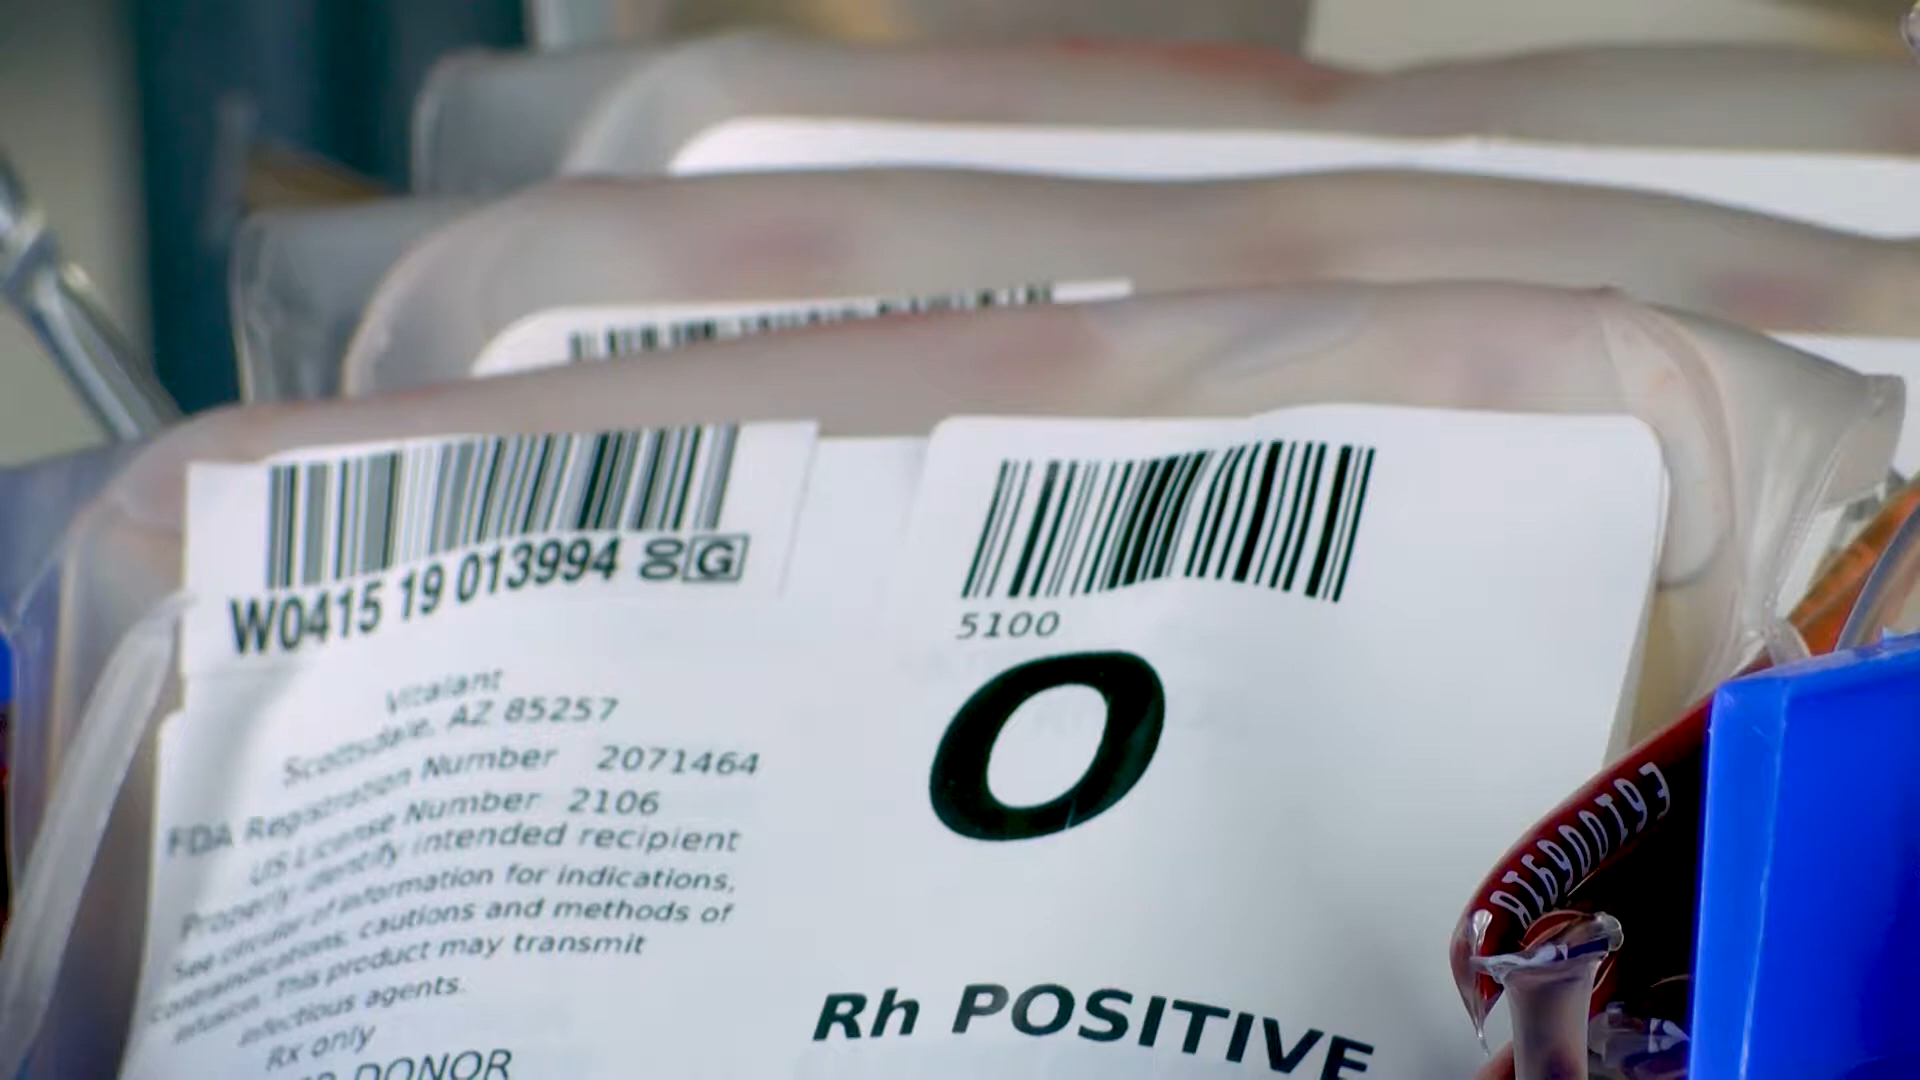 W0415 19 013994 8 G
Vitalant
Scottsdale, AZ 85257
FDA Registration Number 2071464
US License Number 2106
Properly identify intended recipient
See circular of information for indications,
contraindications, cautions and methods of
infusion. This product may transmit
infectious agents.
Rx only
DONOR
5100
O
Rh POSITIVE